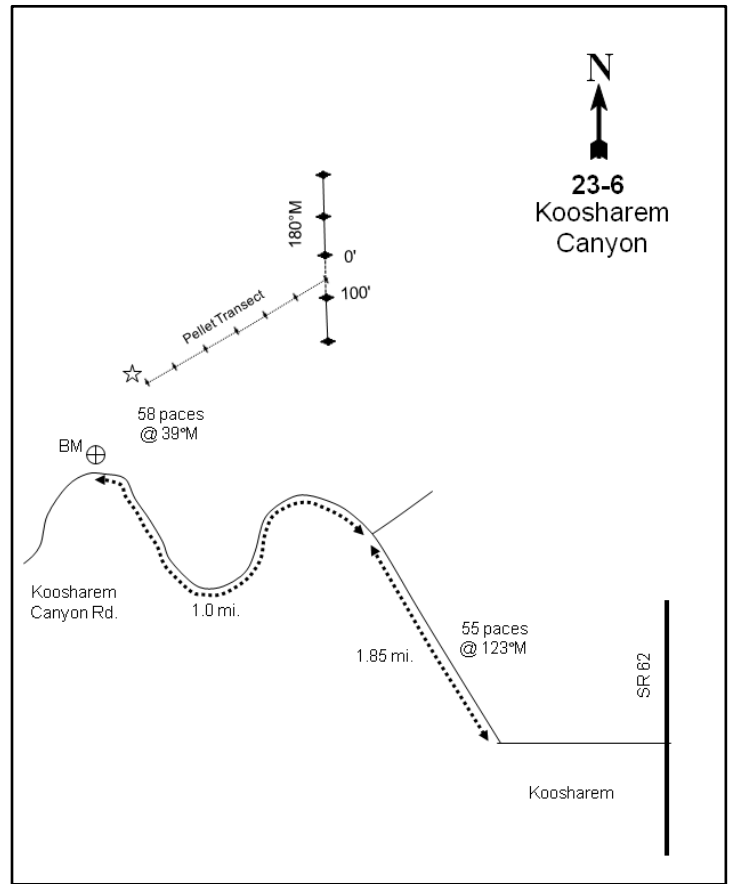 N
23-6
Koosharem
Canyon
180°M
0'
100'
Pellet Transect
58 paces
@ 39°M
BM
Koosharem
Canyon Rd.
1.0 mi.
55 paces
@ 123°M
1.85 mi.
SR 62
Koosharem